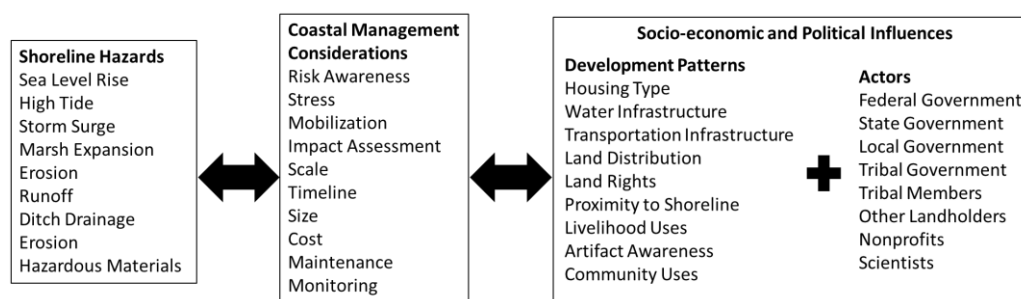 Shoreline Hazards
Sea Level Rise
High Tide
Storm Surge
Marsh Expansion
Erosion
Runoff
Ditch Drainage
Erosion
Hazardous Materials
Coastal Management
Considerations
Risk Awareness
Stress
Mobilization
Impact Assessment
Scale
Timeline
Size
Cost
Maintenance
Monitoring
Socio-economic and Political Influences
Development Patterns
Housing Type
Water Infrastructure
Transportation Infrastructure
Land Distribution
Land Rights
Proximity to Shoreline
Livelihood Uses
Artifact Awareness
Community Uses
Actors
Federal Government
State Government
Local Government
Tribal Government
Tribal Members
Other Landholders
Nonprofits
Scientists